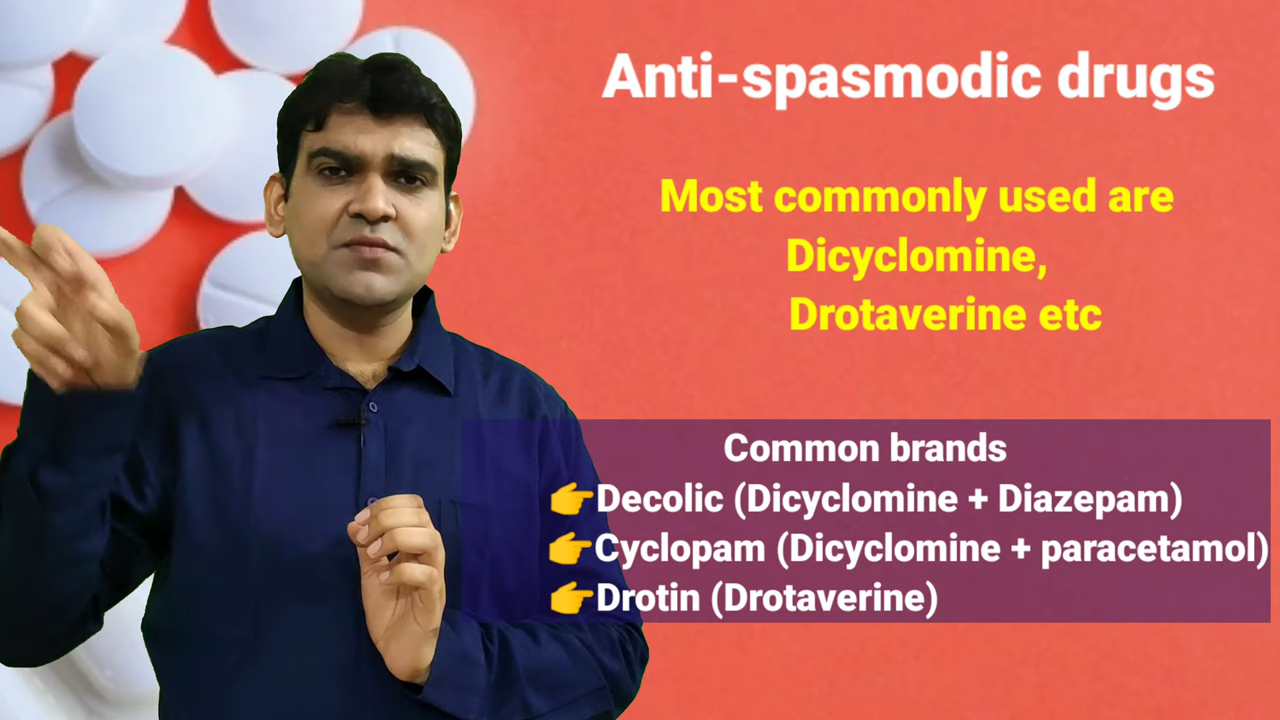 Anti-spasmodic drugs
Most commonly used are
Dicyclomine,
Drotaverine etc
Common brands
👉Decolic (Dicyclomine + Diazepam)
👉Cyclopam (Dicyclomine + paracetamol)
👉Drotin (Drotaverine)